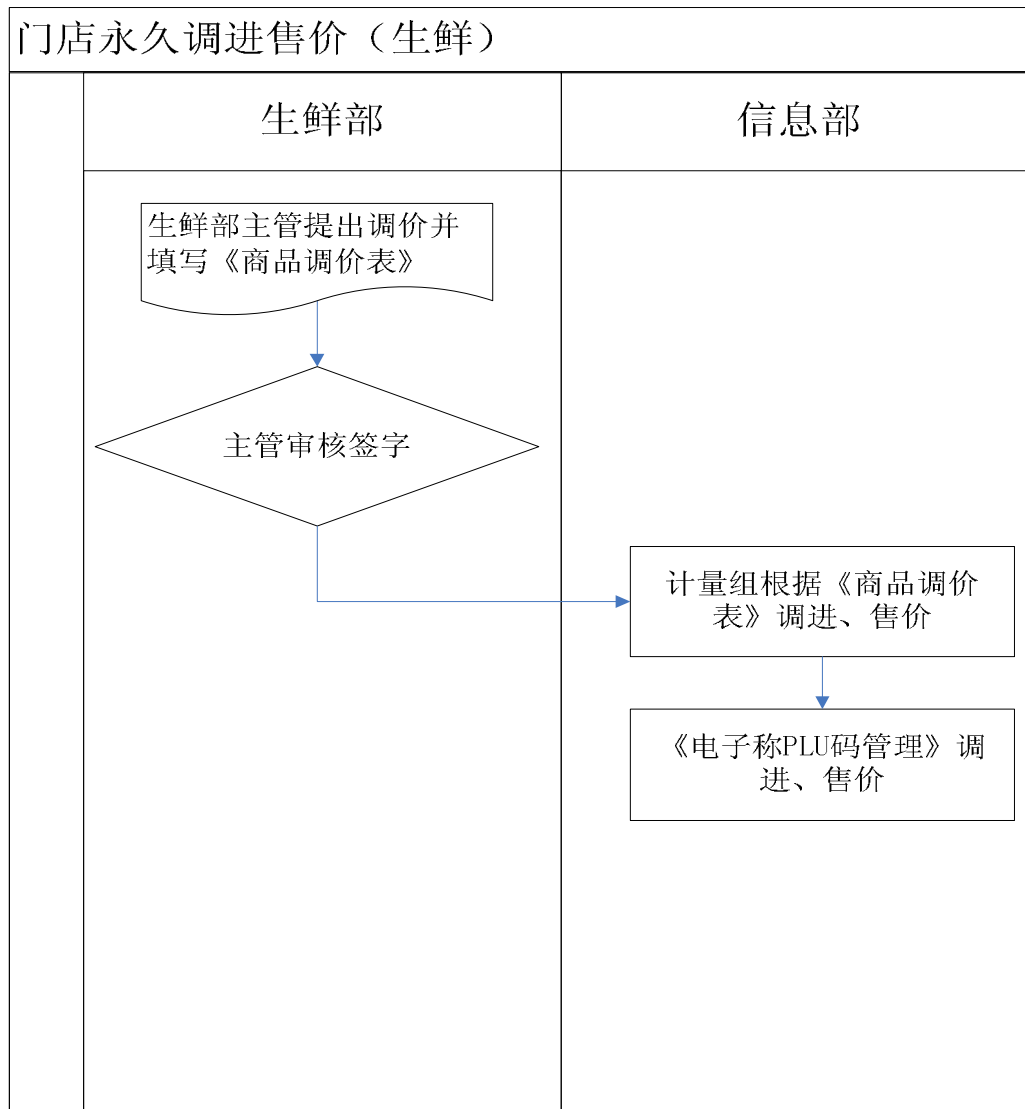 门店永久调进售价（生鲜）
生鲜部
信息部
生鲜部主管提出调价并
填写《商品调价表》
主管审核签字
计量组根据《商品调价
表》调进、售价
《电子称PLU码管理》调
进、售价